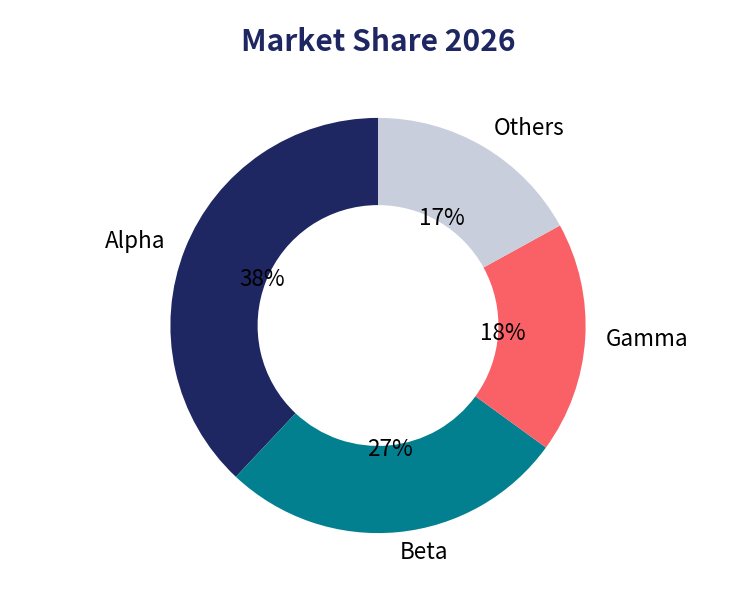 Market Share 2026
Others
17%
Alpha
38%
18%
Gamma
27%
Beta